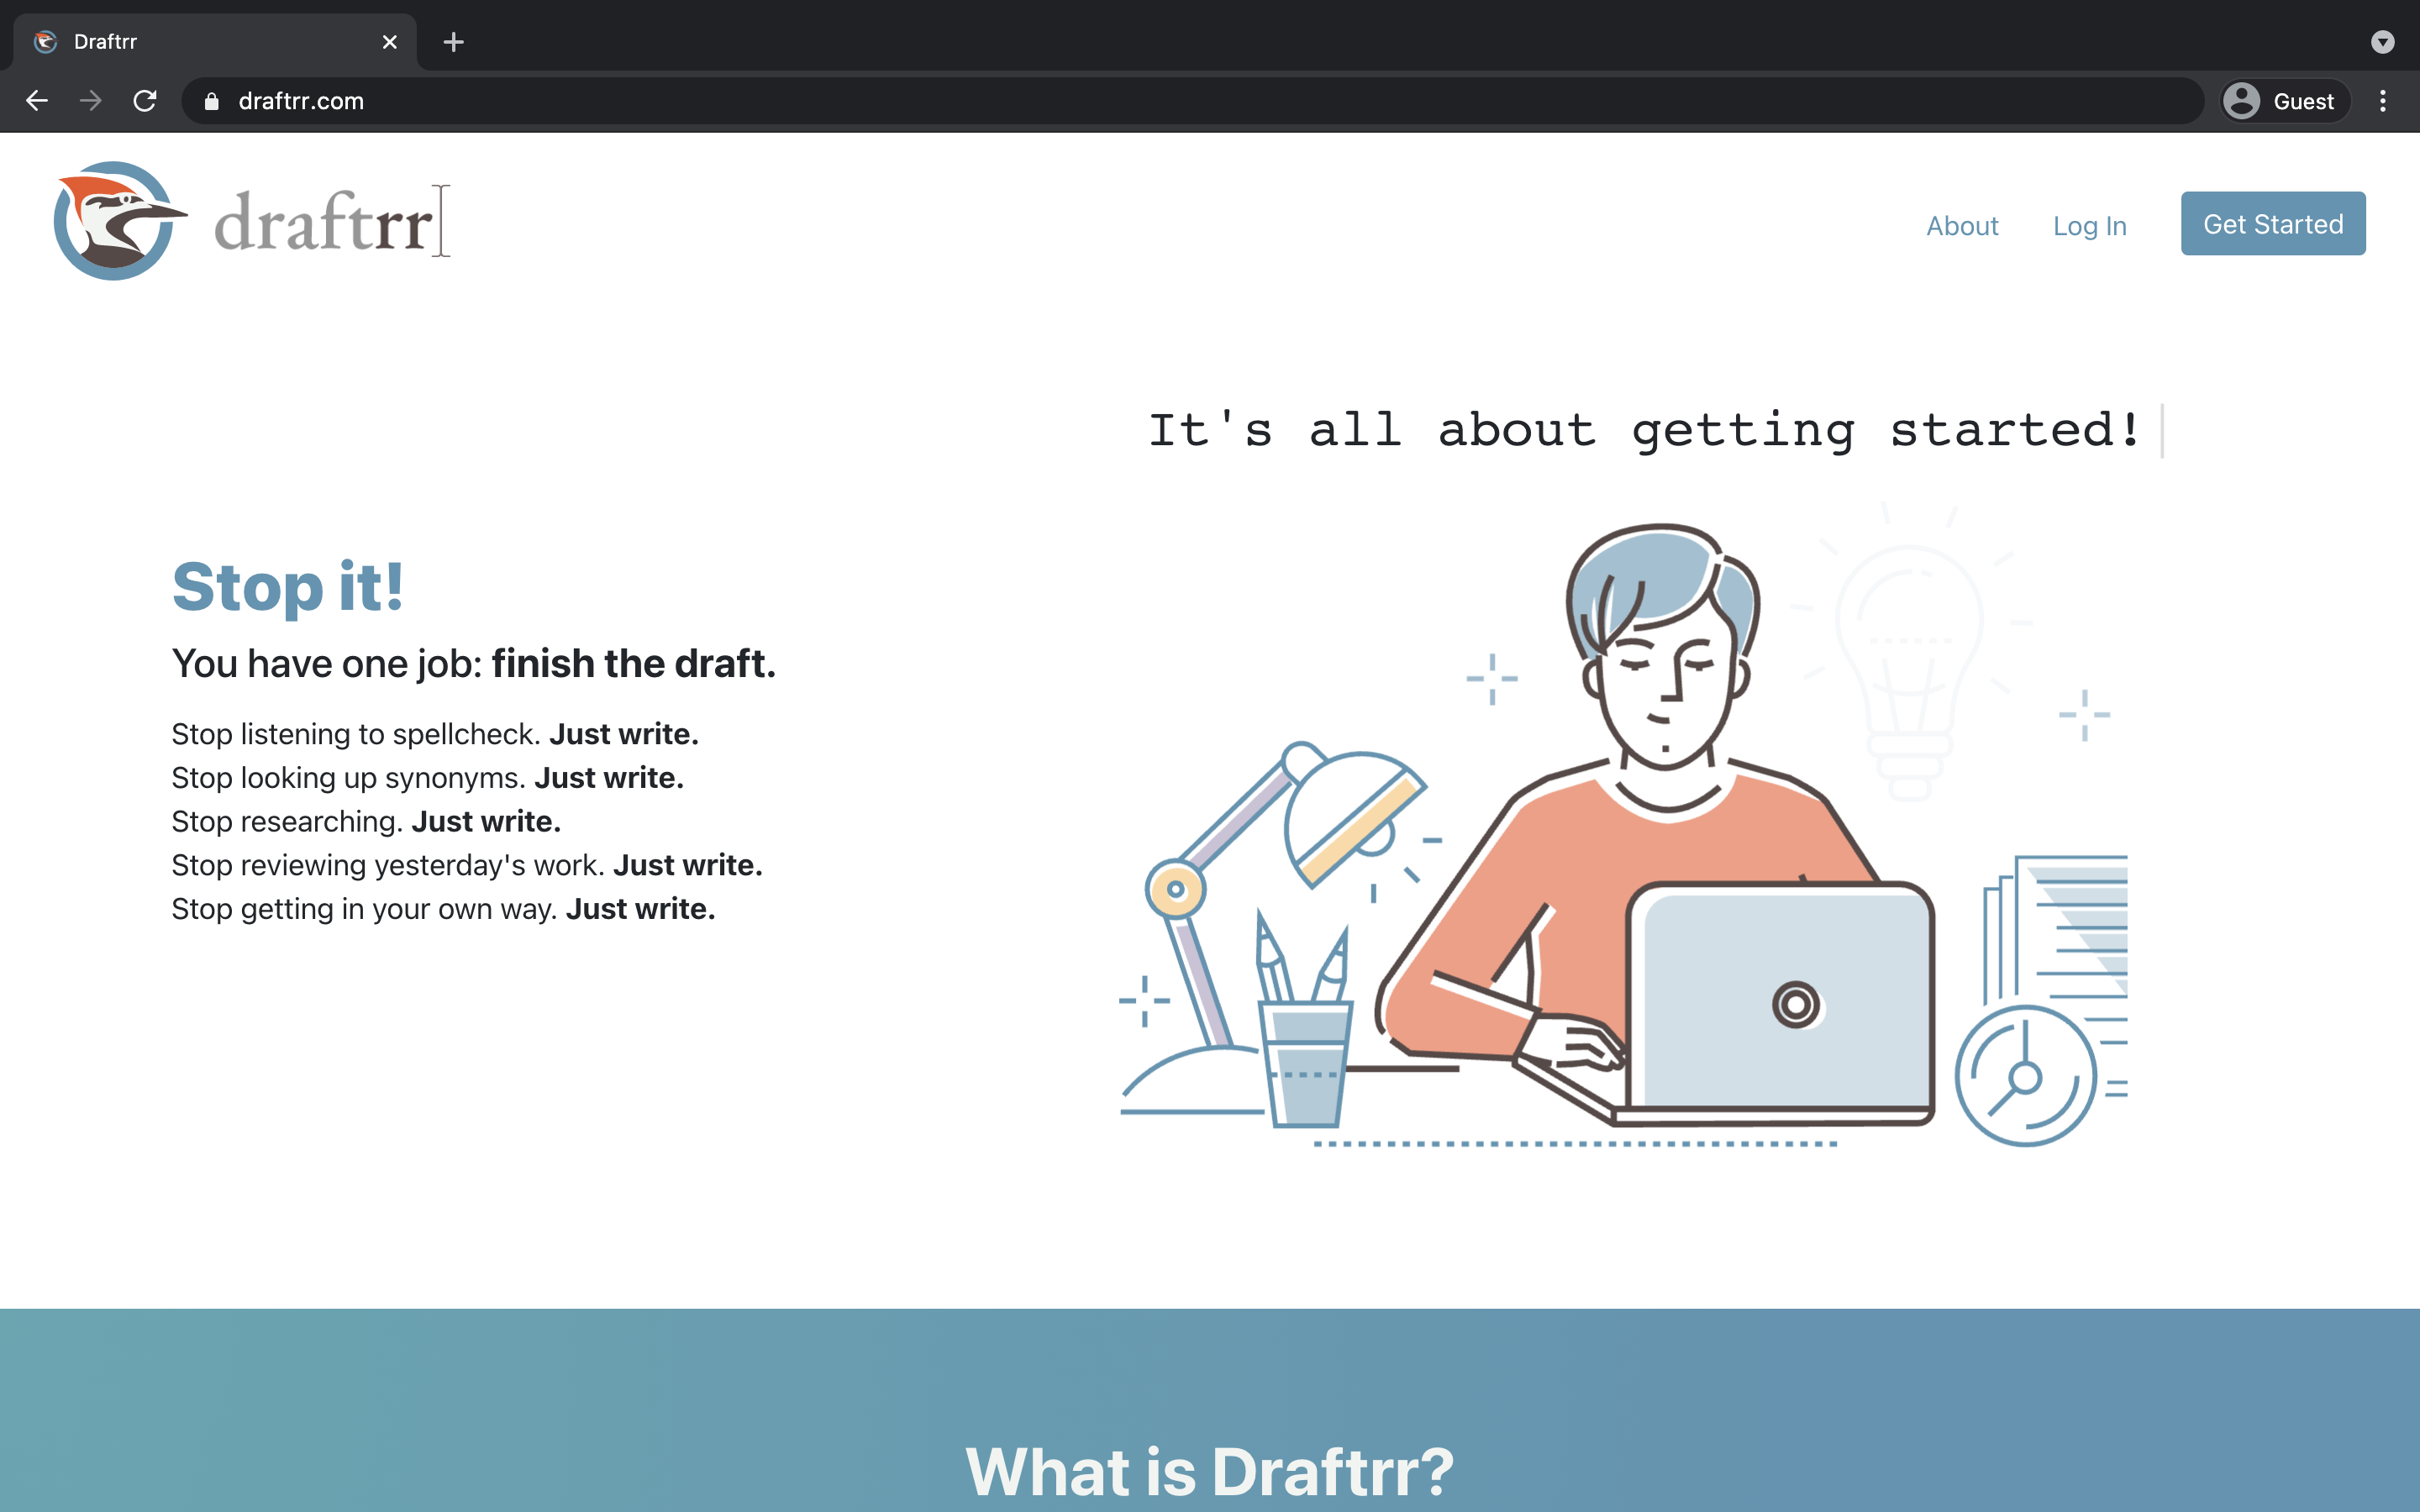 Draftrr
draftrr.com
Guest
draftrr
About
Log In
Get Started
It's all about getting started!
Stop it!
You have one job: finish the draft.
Stop listening to spellcheck. Just write.
Stop looking up synonyms. Just write.
Stop researching. Just write.
Stop reviewing yesterday's work. Just write.
Stop getting in your own way. Just write.
What is Draftrr?